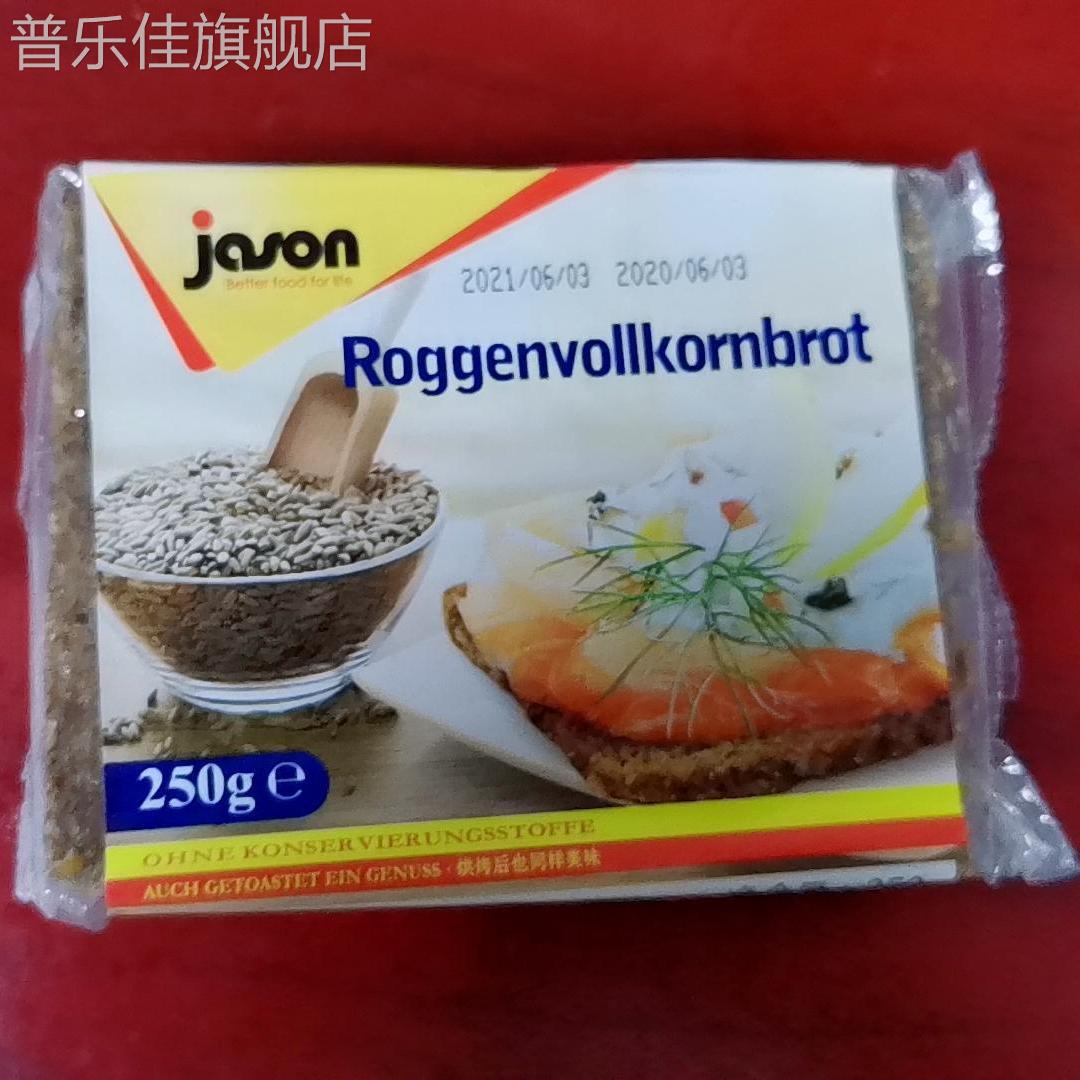 普乐佳旗舰店
jason
Better food for life
2021/06/03 2020/06/03
Roggenvollkornbrot
250g ℮
OHNE KONSERVIERUNGSSTOFFE
AUCH GETOASTET EIN GENUSS · 烘烤后也同样美味